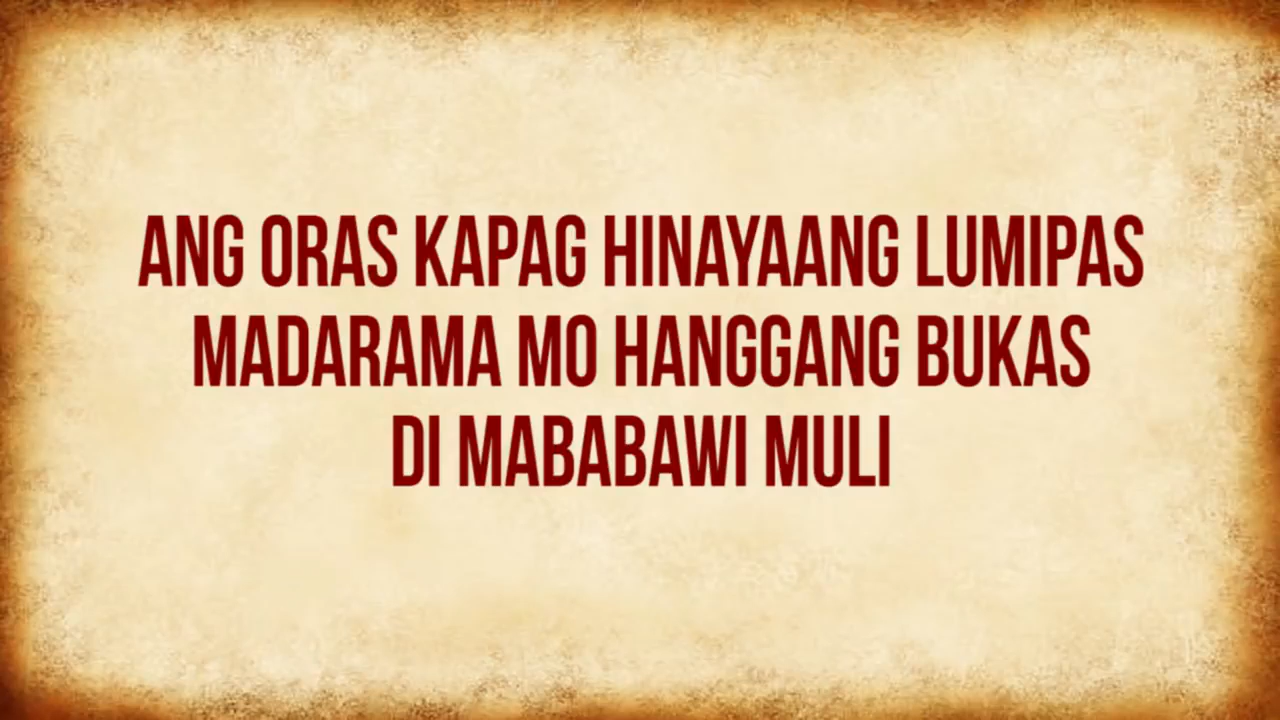 ANG ORAS KAPAG HINAYAANG LUMIPAS
MADARAMA MO HANGGANG BUKAS
DI MABABAWI MULI